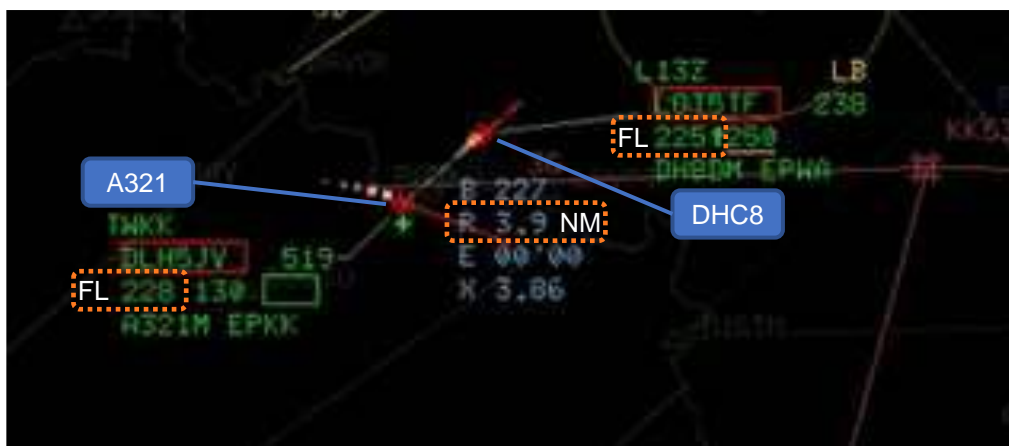 L13Z LB
LOT5TF 238
FL 225↑250
DH8DM EPWA
A321
DHC8
B 227
R 3.9 NM
E 00'00
X 3.86
TWKK
DLH5JV 519
FL 228 130
A321M EPKK